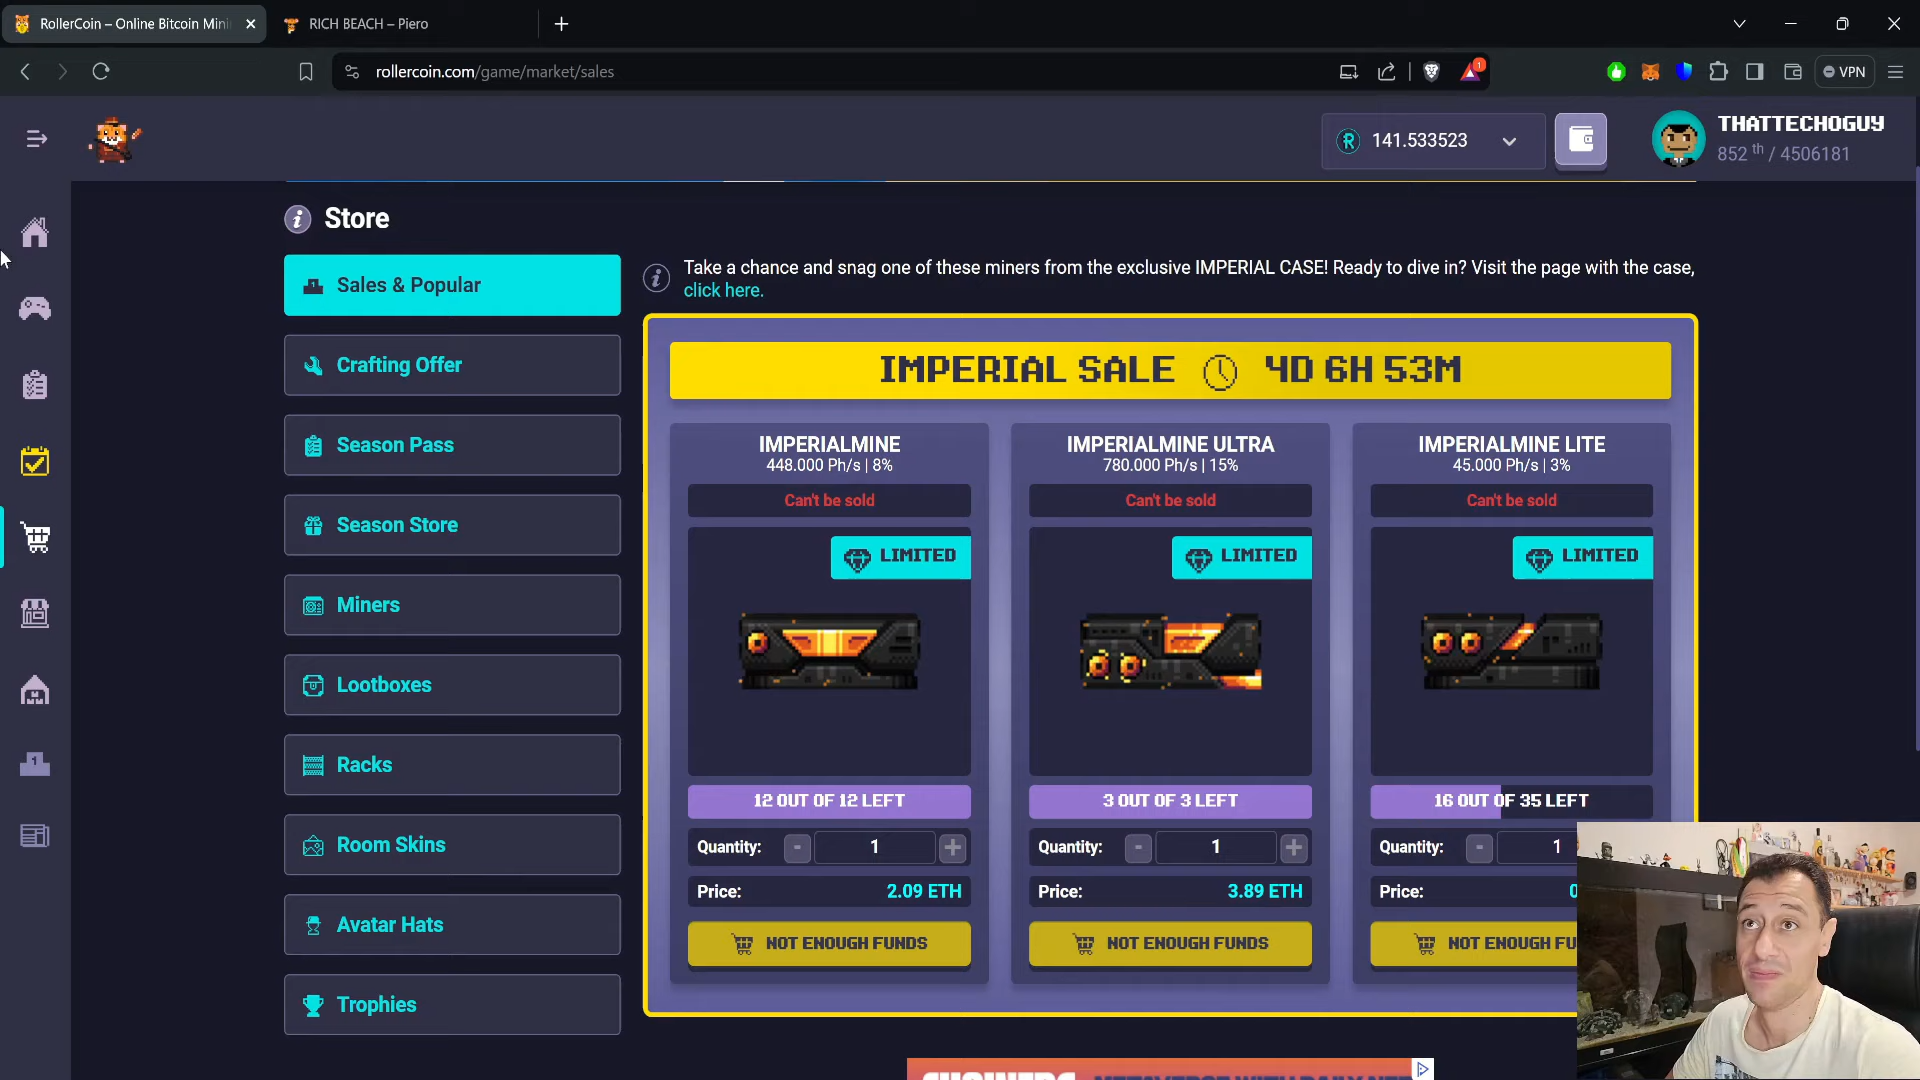 RollerCoin – Online Bitcoin Mini
RICH BEACH – Piero
rollercoin.com/game/market/sales
1
VPN
141.533523
THATTECHOGUY
852 th / 4506181
Store
Sales & Popular
Crafting Offer
Season Pass
Season Store
Miners
Lootboxes
Racks
Room Skins
Avatar Hats
Trophies
Take a chance and snag one of these miners from the exclusive IMPERIAL CASE! Ready to dive in? Visit the page with the case,
click here.
IMPERIAL SALE 4D 6H 53M
IMPERIALMINE
448.000 Ph/s | 8%
Can't be sold
LIMITED
12 OUT OF 12 LEFT
Quantity: - 1 +
Price: 2.09 ETH
NOT ENOUGH FUNDS
IMPERIALMINE ULTRA
780.000 Ph/s | 15%
Can't be sold
LIMITED
3 OUT OF 3 LEFT
Quantity: - 1 +
Price: 3.89 ETH
NOT ENOUGH FUNDS
IMPERIALMINE LITE
45.000 Ph/s | 3%
Can't be sold
LIMITED
16 OUT OF 35 LEFT
Quantity: - 1
Price: 0
NOT ENOUGH FU